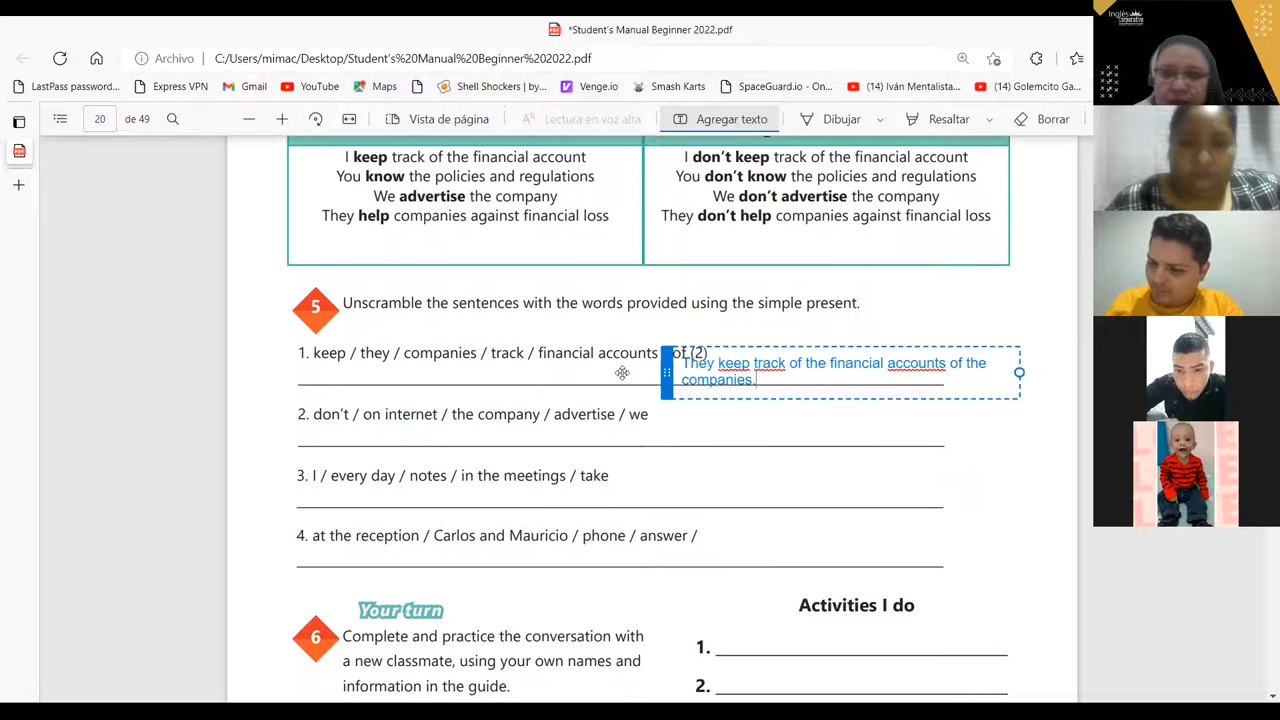 *Student's Manual Beginner 2022.pdf
Archivo C:/Users/mimac/Desktop/Student's%20Manual%20Beginner%202022.pdf
LastPass password... Express VPN Gmail YouTube Maps Shell Shockers | by... Venge.io Smash Karts SpaceGuard.io - On... (14) Iván Mentalista... (14) Golemcito Ga...
20 de 49 Vista de página Lectura en voz alta Agregar texto Dibujar Resaltar Borrar
I keep track of the financial account
You know the policies and regulations
We advertise the company
They help companies against financial loss
I don't keep track of the financial account
You don't know the policies and regulations
We don't advertise the company
They don't help companies against financial loss
5 Unscramble the sentences with the words provided using the simple present.
1. keep / they / companies / track / financial accounts of (2)
They keep track of the financial accounts of the
companies.
2. don't / on internet / the company / advertise / we
3. I / every day / notes / in the meetings / take
4. at the reception / Carlos and Mauricio / phone / answer /
Your turn
6 Complete and practice the conversation with
a new classmate, using your own names and
information in the guide.
Activities I do
1.
2.
Inglés
Corporativo